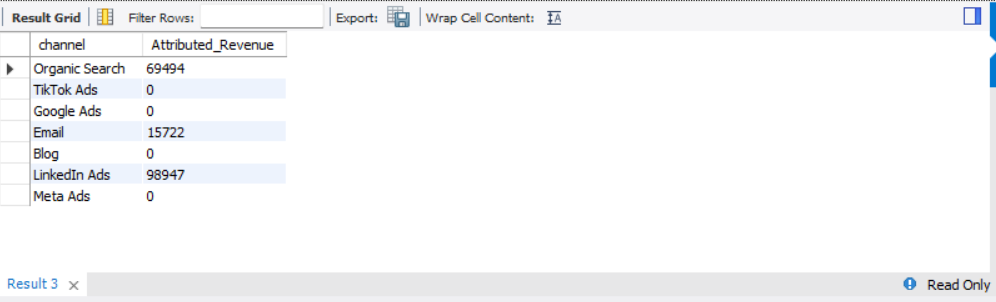 Result Grid Filter Rows: Export: Wrap Cell Content: IA
channel Attributed_Revenue
Organic Search 69494
TikTok Ads 0
Google Ads 0
Email 15722
Blog 0
LinkedIn Ads 98947
Meta Ads 0
Result 3 × Read Only